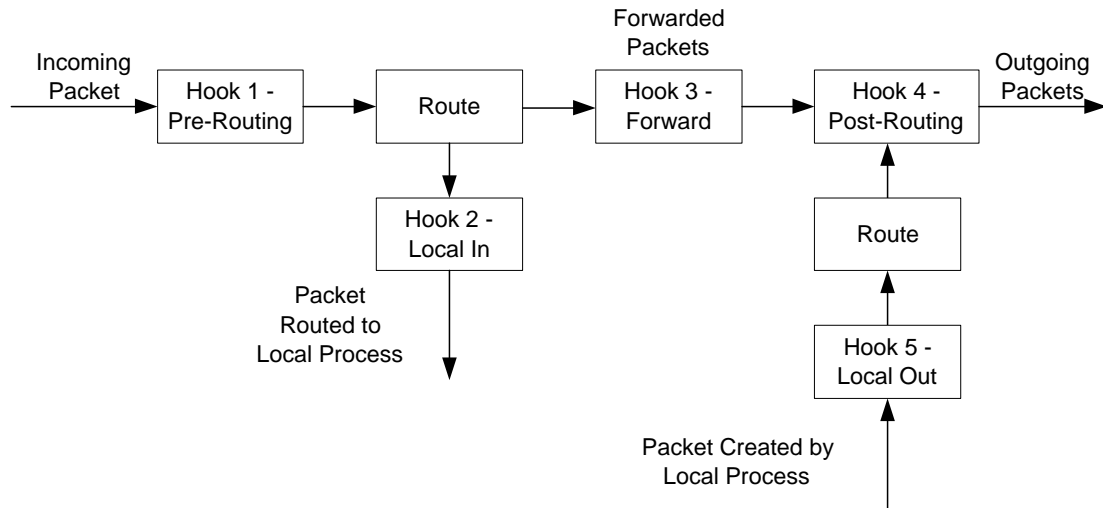 Incoming
Packet
Hook 1 -
Pre-Routing
Route
Forwarded
Packets
Hook 3 -
Forward
Hook 4 -
Post-Routing
Outgoing
Packets
Hook 2 -
Local In
Packet
Routed to
Local Process
Route
Hook 5 -
Local Out
Packet Created by
Local Process